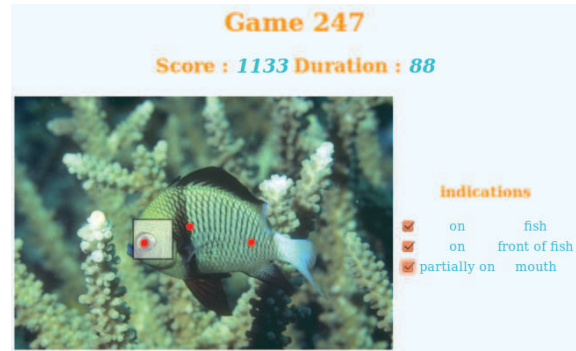 Game 247
Score : 1133 Duration : 88
indications
on fish
on front of fish
partially on mouth